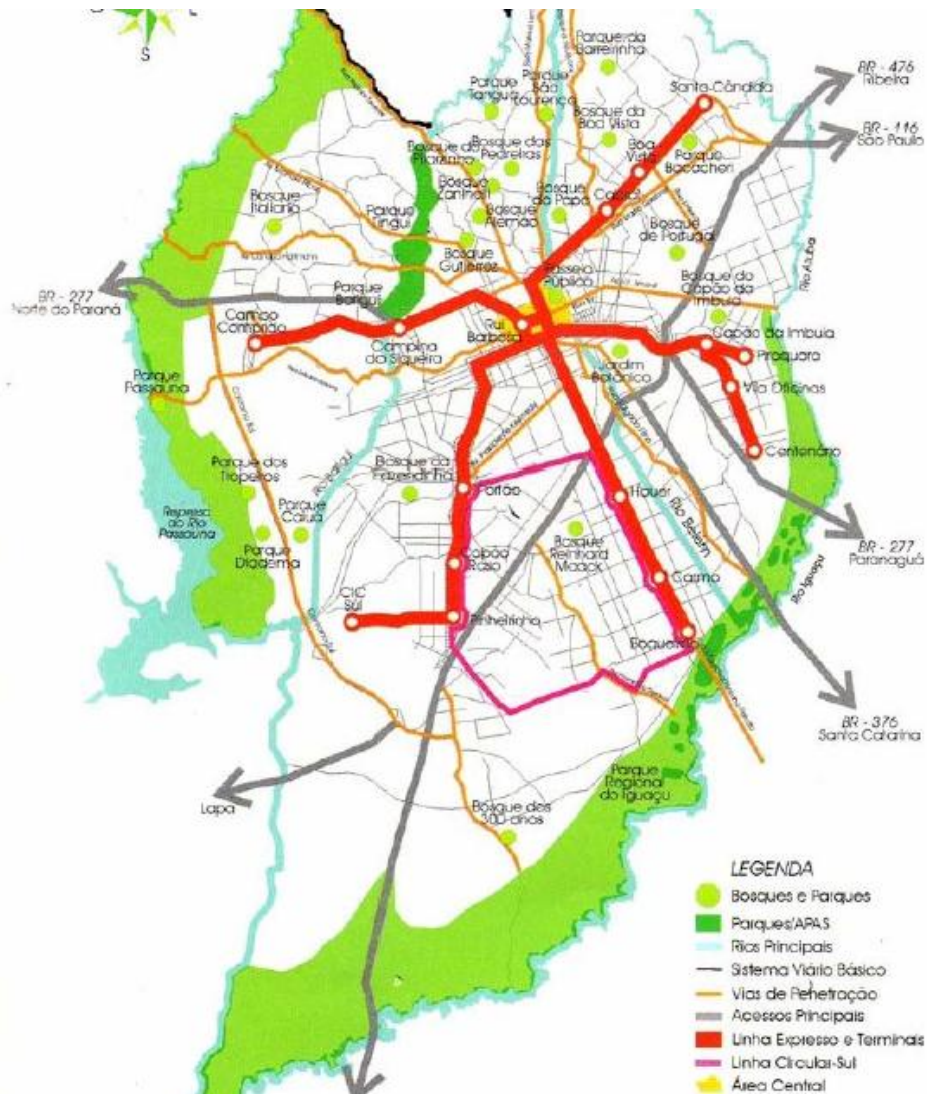 S
Parque da
Barreirinha
BR - 476
Ribeira
Parque
Tanguá
Parque
São
Lourenço
Santa Cândida
Bosque da
Boa Vista
BR - 116
São Paulo
Bosque do
Pilarzinho
Bosque das
Pedreiras
Boa
Vista
Parque
Bacacheri
Bosque
Zaninelli
Bosque
do Papa
Cabral
Bosque
Italiano
Parque
Tingui
Bosque
Alemão
Bosque
de Portugal
Bosque
Gutierrez
Passeio
Público
Bosque do
Capão da
Imbuia
BR - 277
Norte do Paraná
Parque
Barigui
Campo
Comprido
Rui
Barbosa
Campina
do Siqueira
Capão da Imbuia
Jardim
Botânico
Parque
Passauna
Vila Oficinas
Centenário
Parque dos
Tropeiros
Bosque da
Fazendinha
Portão
Hauer
Rio Belém
Represa
do Rio
Passauna
Parque
Caiuá
Parque
Diadema
Bosque
Reinhard
Maack
BR - 277
Paranaguá
Capão
Raso
Carmo
Rio Iguaçu
CIC
Sul
Pinheirinho
BR - 376
Santa Catarina
Lapa
Parque
Regional
do Iguaçu
Bosque dos
300-anos
LEGENDA
Bosques e Parques
Parques/APAS
Rios Principais
Sistema Viário Básico
Vias de Penetração
Acessos Principais
Linha Expresso e Terminais
Linha Circular-Sul
Área Central